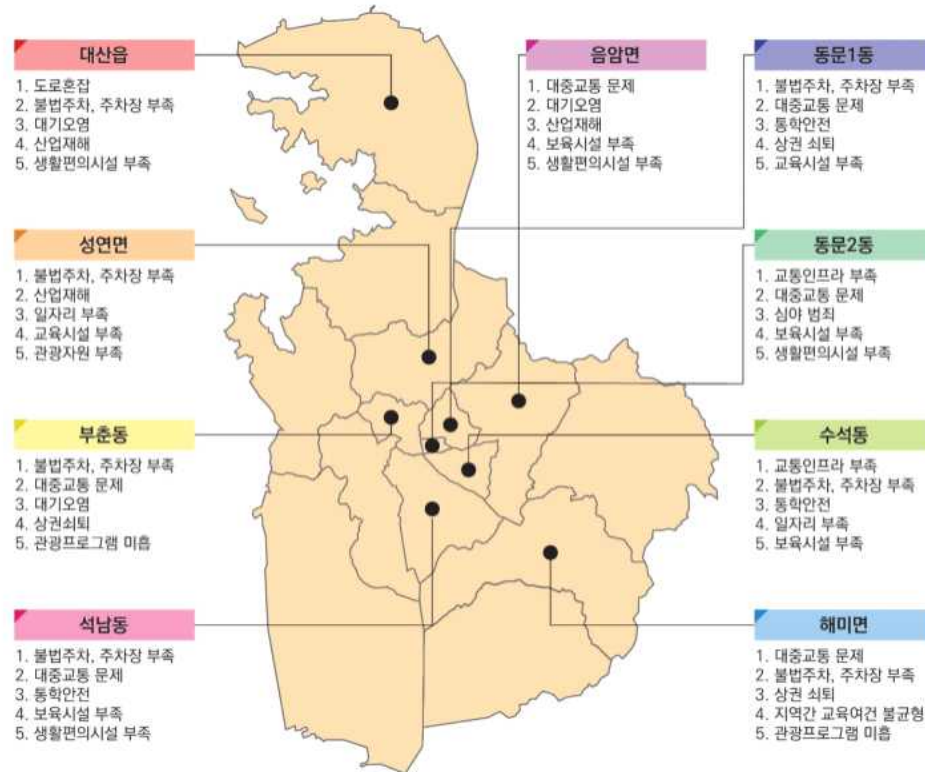 대산읍
1. 도로혼잡
2. 불법주차, 주차장 부족
3. 대기오염
4. 산업재해
5. 생활편의시설 부족
음암면
1. 대중교통 문제
2. 대기오염
3. 산업재해
4. 보육시설 부족
5. 생활편의시설 부족
동문1동
1. 불법주차, 주차장 부족
2. 대중교통 문제
3. 통학안전
4. 상권 쇠퇴
5. 교육시설 부족
성연면
1. 불법주차, 주차장 부족
2. 산업재해
3. 일자리 부족
4. 교육시설 부족
5. 관광자원 부족
동문2동
1. 교통인프라 부족
2. 대중교통 문제
3. 심야 범죄
4. 보육시설 부족
5. 생활편의시설 부족
부춘동
1. 불법주차, 주차장 부족
2. 대중교통 문제
3. 대기오염
4. 상권쇠퇴
5. 관광프로그램 미흡
수석동
1. 교통인프라 부족
2. 불법주차, 주차장 부족
3. 통학안전
4. 일자리 부족
5. 보육시설 부족
석남동
1. 불법주차, 주차장 부족
2. 대중교통 문제
3. 통학안전
4. 보육시설 부족
5. 생활편의시설 부족
해미면
1. 대중교통 문제
2. 불법주차, 주차장 부족
3. 상권 쇠퇴
4. 지역간 교육여건 불균형
5. 관광프로그램 미흡